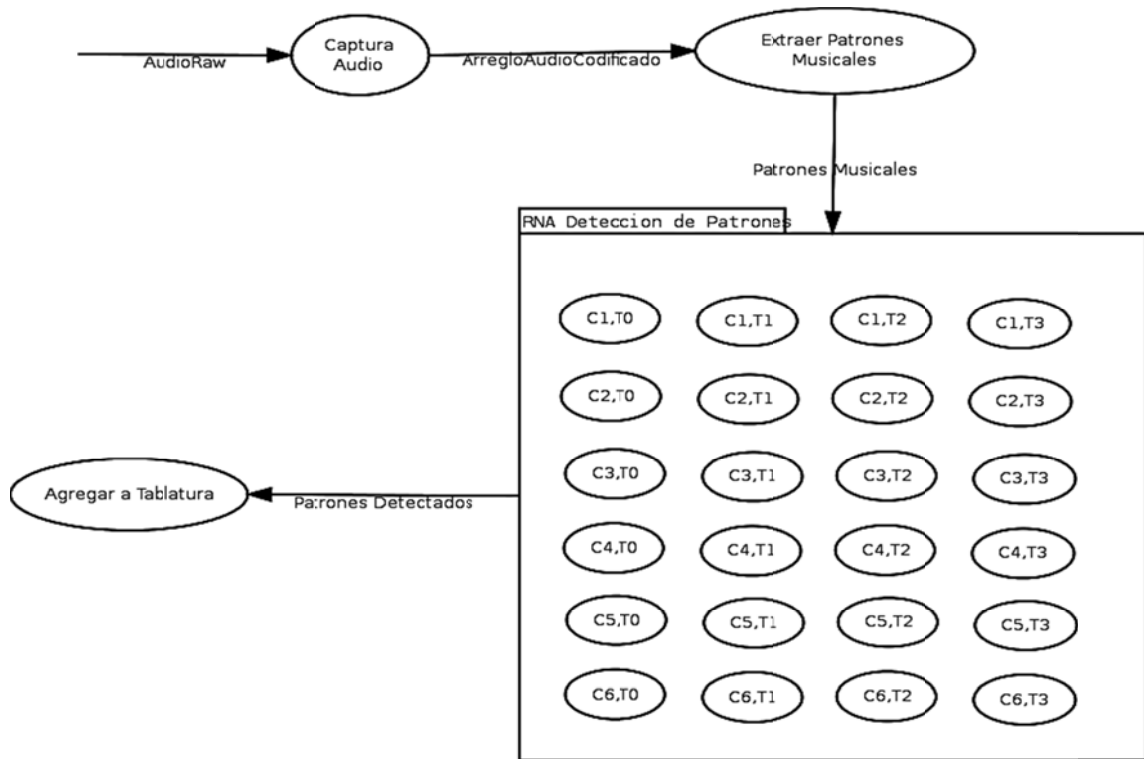 Captura
Audio
Extraer Patrones
Musicales
AudioRaw
ArregloAudioCodificado
Patrones Musicales
RNA Deteccion de Patrones
C1,T0 C1,T1 C1,T2 C1,T3
C2,T0 C2,T1 C2,T2 C2,T3
C3,T0 C3,T1 C3,T2 C3,T3
Agregar a Tablatura
Patrones Detectados
C4,T0 C4,T1 C4,T2 C4,T3
C5,T0 C5,T1 C5,T2 C5,T3
C6,T0 C6,T1 C6,T2 C6,T3